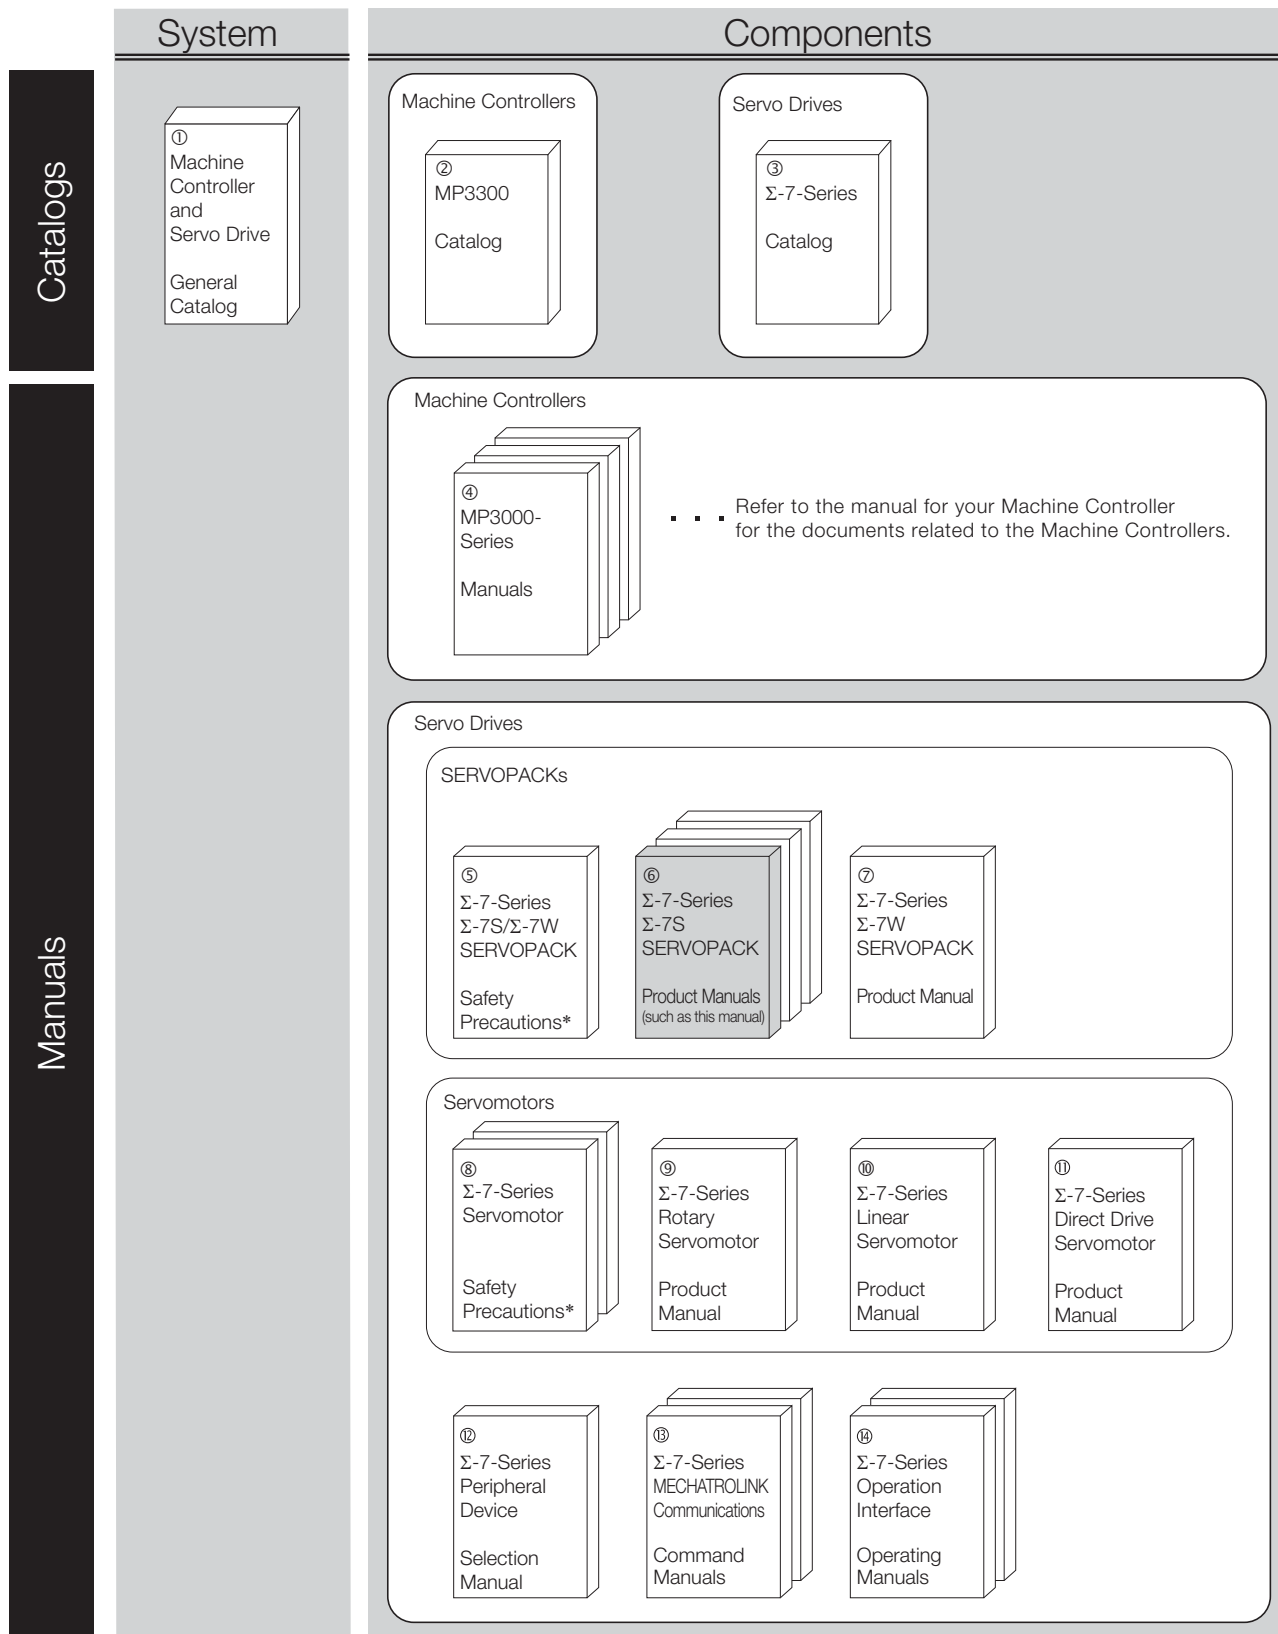 System
Components
Catalogs
①
Machine
Controller
and
Servo Drive
General
Catalog
Machine Controllers
②
MP3300
Catalog
Servo Drives
③
Σ-7-Series
Catalog
Manuals
Machine Controllers
④
MP3000-
Series
Manuals
Refer to the manual for your Machine Controller
for the documents related to the Machine Controllers.
Servo Drives
SERVOPACKs
⑤
Σ-7-Series
Σ-7S/Σ-7W
SERVOPACK
Safety
Precautions*
⑥
Σ-7-Series
Σ-7S
SERVOPACK
Product Manuals
(such as this manual)
⑦
Σ-7-Series
Σ-7W
SERVOPACK
Product Manual
Servomotors
⑧
Σ-7-Series
Servomotor
Safety
Precautions*
⑨
Σ-7-Series
Rotary
Servomotor
Product
Manual
⑩
Σ-7-Series
Linear
Servomotor
Product
Manual
⑪
Σ-7-Series
Direct Drive
Servomotor
Product
Manual
⑫
Σ-7-Series
Peripheral
Device
Selection
Manual
⑬
Σ-7-Series
MECHATROLINK
Communications
Command
Manuals
⑭
Σ-7-Series
Operation
Interface
Operating
Manuals